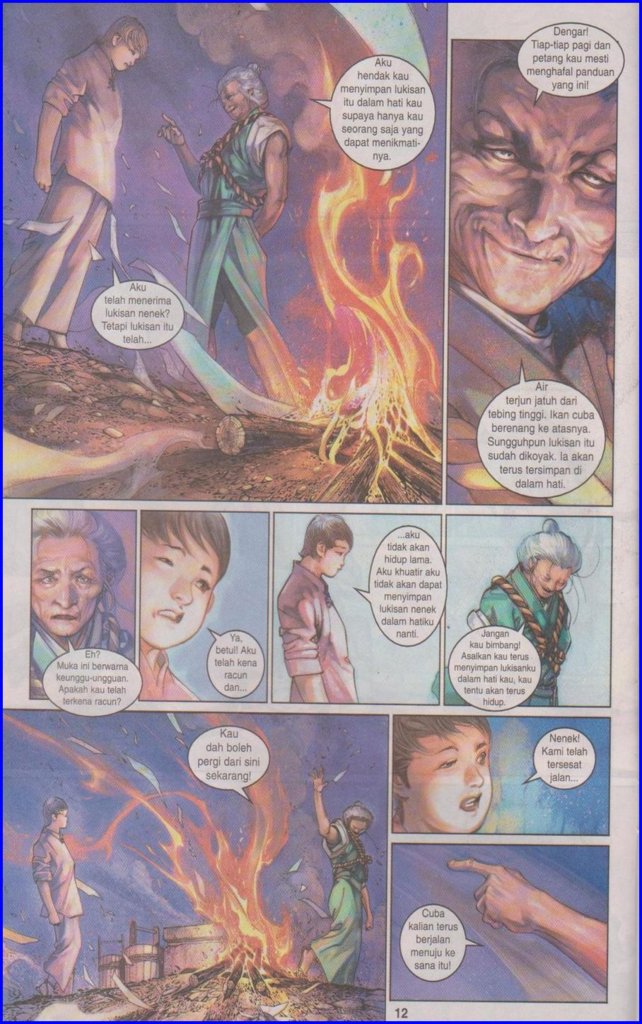 Aku
hendak kau
menyimpan lukisan
itu dalam hati kau
supaya hanya kau
seorang saja yang
dapat menikmati-
nya.
Aku
telah menerima
lukisan nenek?
Tetapi lukisan itu
telah...
Dengar!
Tiap-tiap pagi dan
petang kau mesti
menghafal panduan
yang ini!
Air
terjun jatuh dari
tebing tinggi. Ikan cuba
berenang ke atasnya.
Sungguhpun lukisan itu
sudah dikoyak. Ia akan
terus tersimpan di
dalam hati.
Eh?
Muka ini berwarna
keunggu-ungguan.
Apakah kau telah
terkena racun?
Ya,
betul! Aku
telah kena
racun
dan...
...aku
tidak akan
hidup lama.
Aku khuatir aku
tidak akan dapat
menyimpan
lukisan nenek
dalam hatiku
nanti.
Jangan
kau bimbang!
Asalkan kau terus
menyimpan lukisanku
dalam hati kau, kau
tentu akan terus
hidup.
Kau
dah boleh
pergi dari sini
sekarang!
Nenek!
Kami telah
tersesat
jalan...
Cuba
kalian terus
berjalan
menuju ke
sana itu!
12